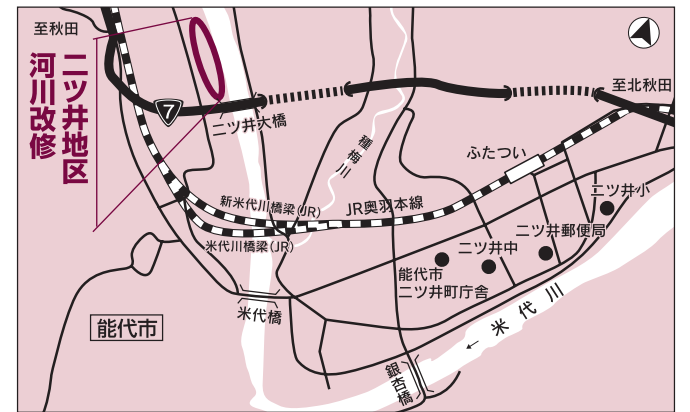 至秋田
二ツ井地区
河川改修
7
二ツ井大橋
種梅川
至北秋田
ふたつい
新米代川橋梁(JR)
JR奥羽本線
米代川橋梁(JR)
二ツ井小
二ツ井郵便局
二ツ井中
能代市
二ツ井町庁舎
米代橋
←米代川
能代市
銀杏橋